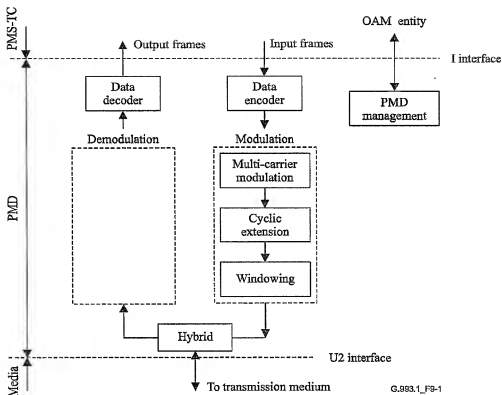 PMS-TC
Output frames
Input frames
OAM entity
I interface
Data
decoder
Data
encoder
PMD
management
Demodulation
Modulation
Multi-carrier
modulation
PMD
Cyclic
extension
Windowing
Hybrid
U2 interface
Media
To transmission medium
G.993.1_F9-1